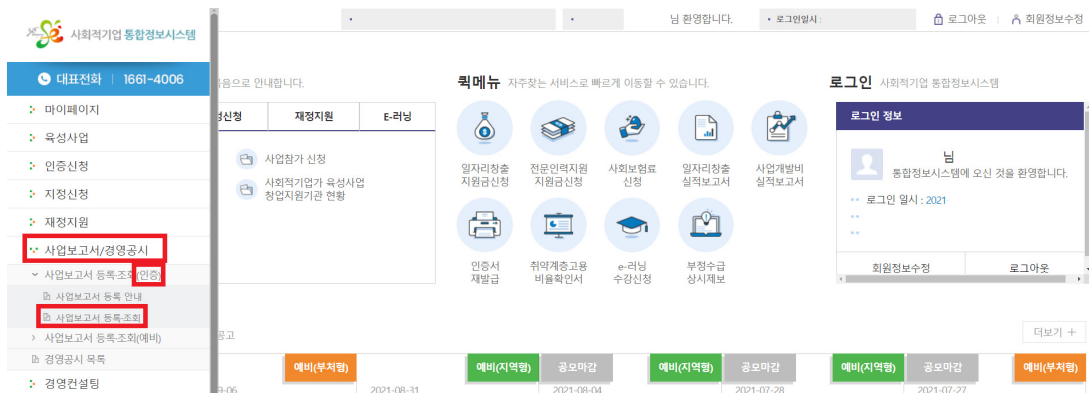 사회적기업 통합정보시스템
대표전화 | 1661-4006
마이페이지
육성사업
인증신청
지정신청
재정지원
사업보고서/경영공시
사업보고서 등록·조회(인증)
사업보고서 등록 안내
사업보고서 등록·조회
사업보고서 등록·조회(예비)
경영공시 목록
경영컨설팅
님 환영합니다.
• 로그인일시 :
로그아웃
회원정보수정
으로 안내합니다.
신청
재정지원
E-러닝
사업참가 신청
사회적기업가 육성사업
창업지원기관 현황
퀵메뉴 자주찾는 서비스로 빠르게 이동할 수 있습니다.
일자리창출
지원금신청
전문인력지원
지원금신청
사회보험료
신청
일자리창출
실적보고서
사업개발비
실적보고서
인증서
재발급
취약계층고용
비율확인서
e-러닝
수강신청
부정수급
상시제보
로그인 사회적기업 통합정보시스템
로그인 정보
님
통합정보시스템에 오신 것을 환영합니다.
로그인 일시 : 2021
회원정보수정
로그아웃
공고
더보기 +
예비(부처형)
예비(지역형)
공모마감
예비(지역형)
공모마감
예비(지역형)
공모마감
예비(부처형)
9-06
2021-08-31
2021-08-04
2021-07-28
2021-07-27